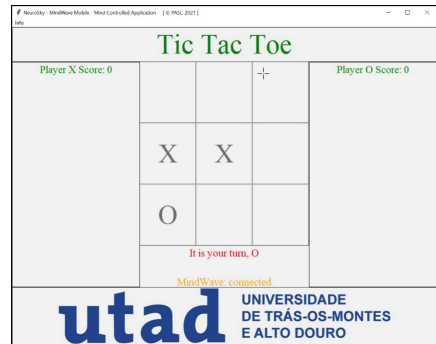 NeuroSky - MindWave Mobile - Mind Controlled Application [ © PASL, 2021 ]
Info
Tic Tac Toe
Player X Score: 0
Player O Score: 0
X X
O
It is your turn, O
MindWave: connected
utad
UNIVERSIDADE
DE TRÁS-OS-MONTES
E ALTO DOURO